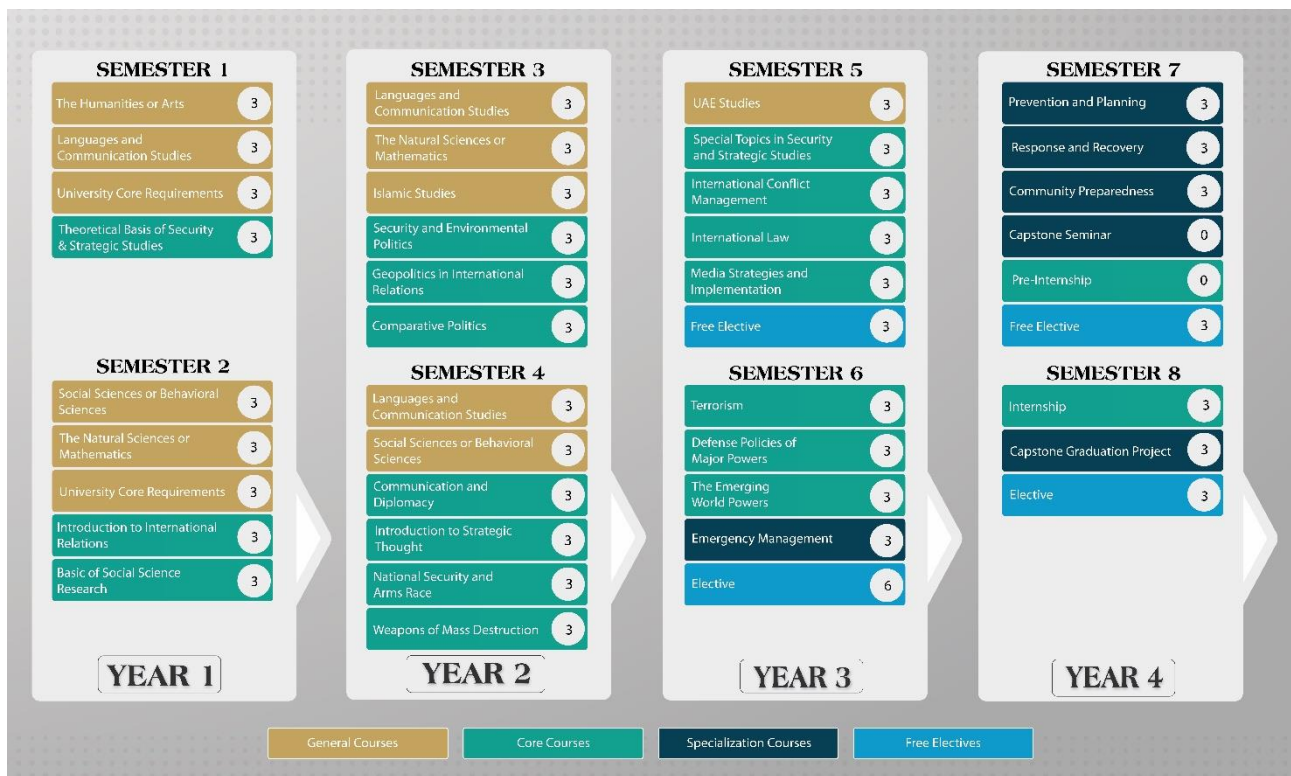 SEMESTER 1
The Humanities or Arts 3
Languages and
Communication Studies 3
University Core Requirements 3
Theoretical Basis of Security
& Strategic Studies 3
SEMESTER 2
Social Sciences or Behavioral
Sciences 3
The Natural Sciences or
Mathematics 3
University Core Requirements 3
Introduction to International
Relations 3
Basic of Social Science
Research 3
YEAR 1
SEMESTER 3
Languages and
Communication Studies 3
The Natural Sciences or
Mathematics 3
Islamic Studies 3
Security and Environmental
Politics 3
Geopolitics in International
Relations 3
Comparative Politics 3
SEMESTER 4
Languages and
Communication Studies 3
Social Sciences or Behavioral
Sciences 3
Communication and
Diplomacy 3
Introduction to Strategic
Thought 3
National Security and
Arms Race 3
Weapons of Mass Destruction 3
YEAR 2
SEMESTER 5
UAE Studies 3
Special Topics in Security
and Strategic Studies 3
International Conflict
Management 3
International Law 3
Media Strategies and
Implementation 3
Free Elective 3
SEMESTER 6
Terrorism 3
Defense Policies of
Major Powers 3
The Emerging
World Powers 3
Emergency Management 3
Elective 6
YEAR 3
SEMESTER 7
Prevention and Planning 3
Response and Recovery 3
Community Preparedness 3
Capstone Seminar 0
Pre-Internship 0
Free Elective 3
SEMESTER 8
Internship 3
Capstone Graduation Project 3
Elective 3
YEAR 4
General Courses
Core Courses
Specialization Courses
Free Electives